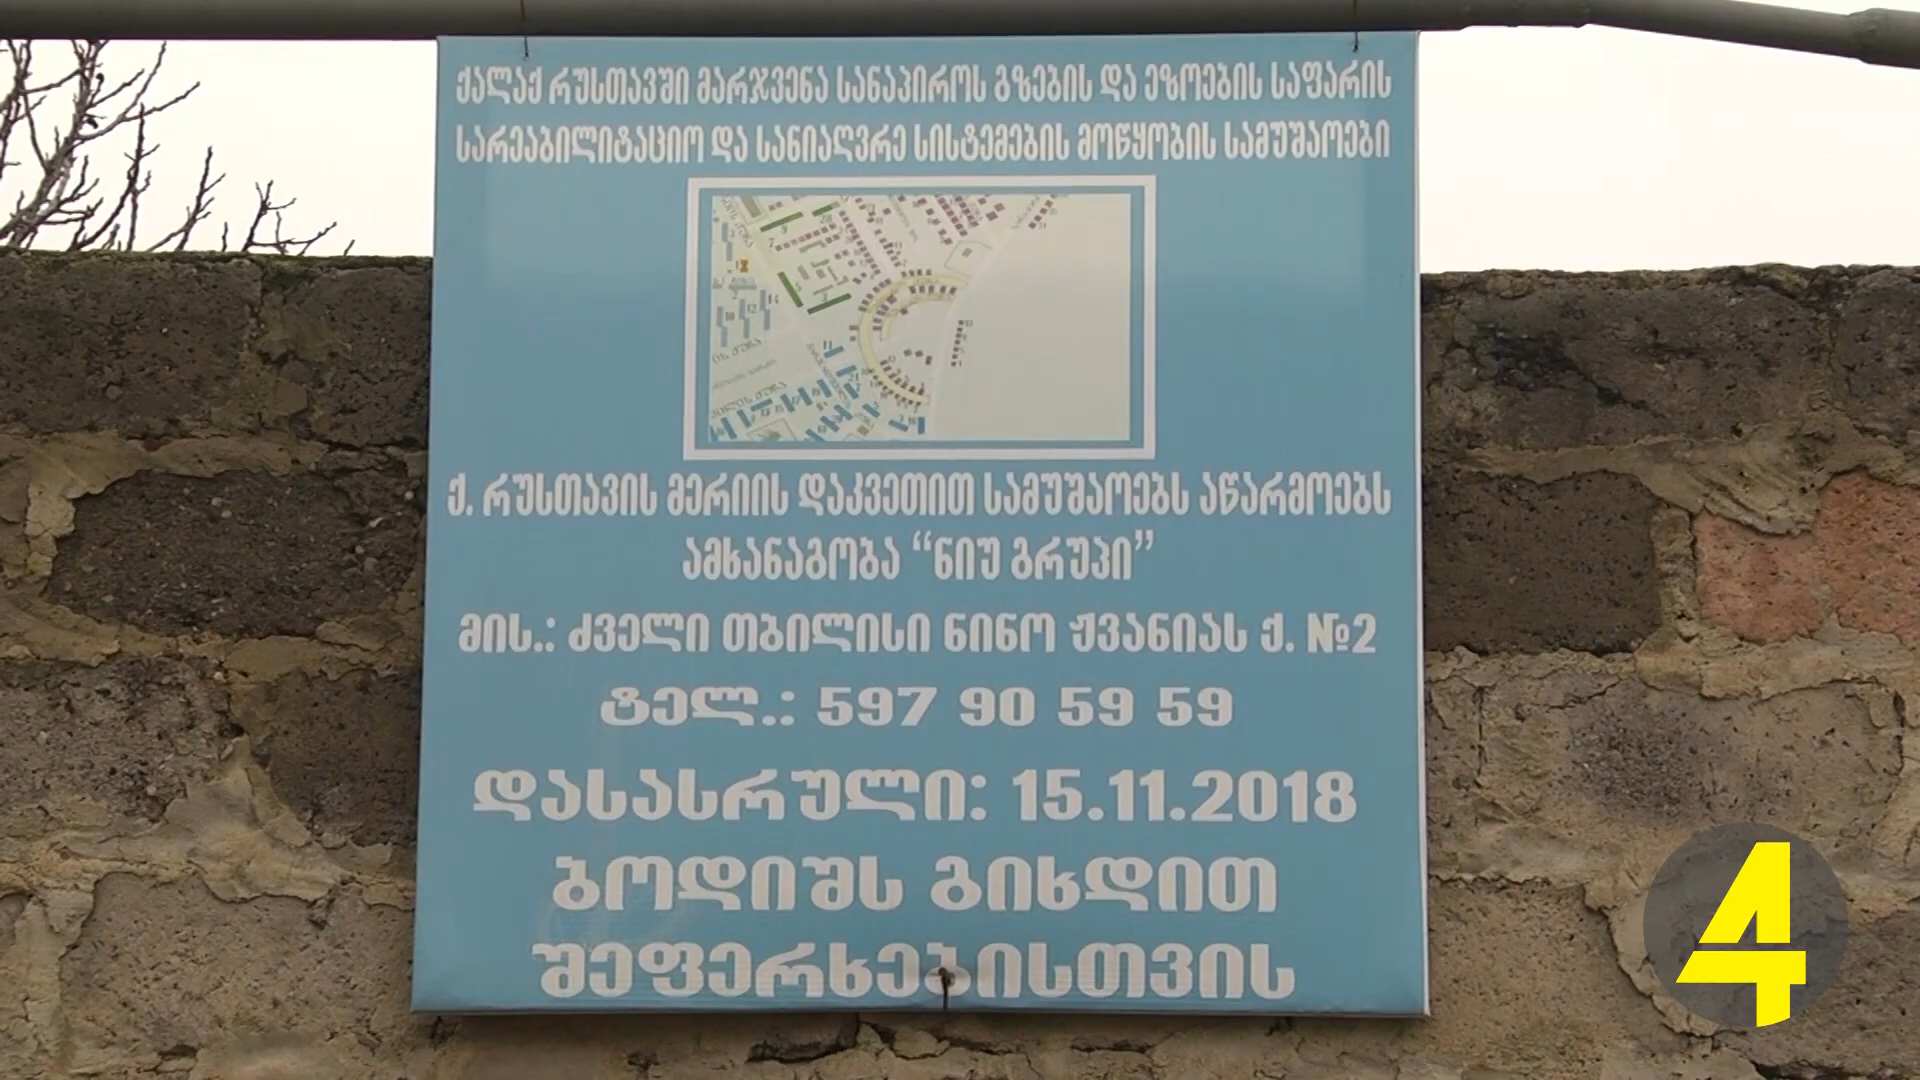 ქალაქ რუსთავში მარჯვენა სანაპიროს გზების და ეზოების საფარის
სარეაბილიტაციო და სანიაღვრე სისტემების მოწყობის სამუშაოები
ქ. რუსთავის მერიის დაკვეთით სამუშაოებს აწარმოებს
ამხანაგობა “ნიუ გრუპი”
მის.: ძველი თბილისი ნინო ჟვანიას ქ. №2
ტელ.: 597 90 59 59
დასასრული: 15.11.2018
ბოდიშს გიხდით
შეფერხებისთვის
4